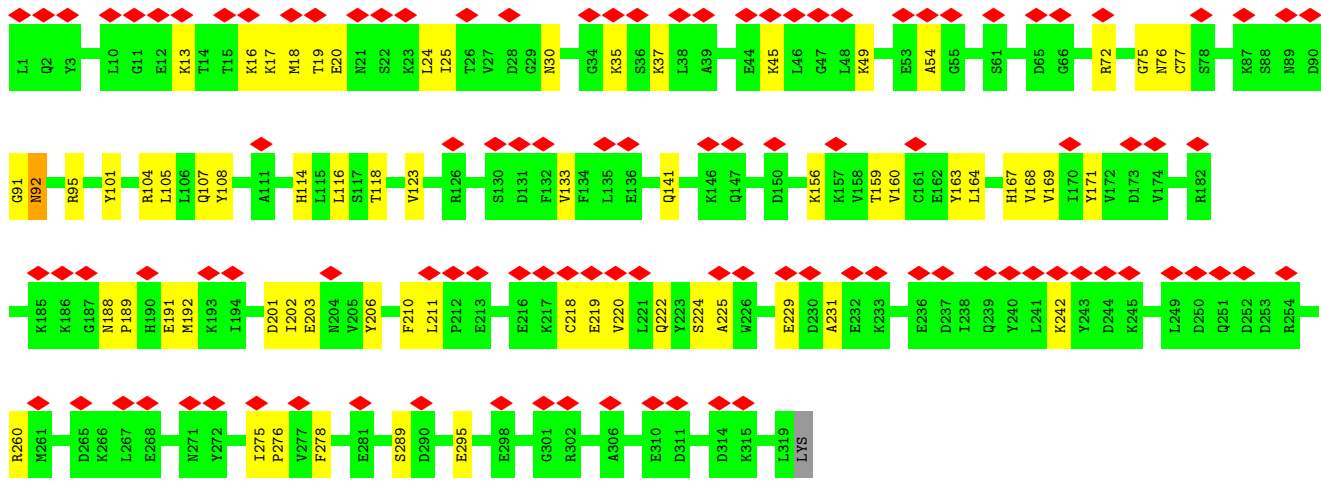 L1 Q2 Y3 L10 G11 E12 K13 T14 T15 K16 K17 M18 T19 E20 N21 S22 K23 L24 I25 T26 V27 D28 G29 N30 G34 K35 S36 K37 L38 A39 E44 K45 L46 G47 L48 K49 E53 A54 G55 S61 D65 G66 R72 G75 N76 C77 S78 K87 S88 N89 D90
G91 N92 R95 Y101 R104 L105 L106 Q107 Y108 A111 H114 L115 L116 S117 T118 V123 R126 S130 D131 F132 V133 F134 L135 E136 Q141 K146 Q147 D150 K156 K157 V158 T159 V160 C161 E162 Y163 L164 H167 V168 V169 I170 Y171 V172 D173 V174 R182
K185 K186 G187 N188 P189 H190 E191 M192 K193 I194 D201 I202 E203 N204 V205 Y206 F210 L211 P212 E213 E216 K217 C218 E219 V220 L221 Q222 Y223 S224 A225 W226 E229 D230 A231 E232 K233 E236 D237 I238 Q239 Y240 L241 K242 Y243 D244 K245 L249 D250 Q251 D252 D253 R254
R260 M261 D265 K266 L267 E268 N271 Y272 I275 P276 V277 F278 E281 S289 D290 E295 E298 G301 R302 A306 E310 D311 D314 K315 L319 LYS